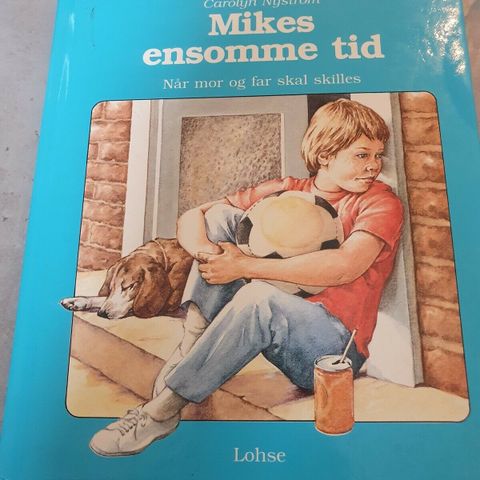 Carolyn Nystrom
Mikes
ensomme tid
Når mor og far skal skilles
Lohse